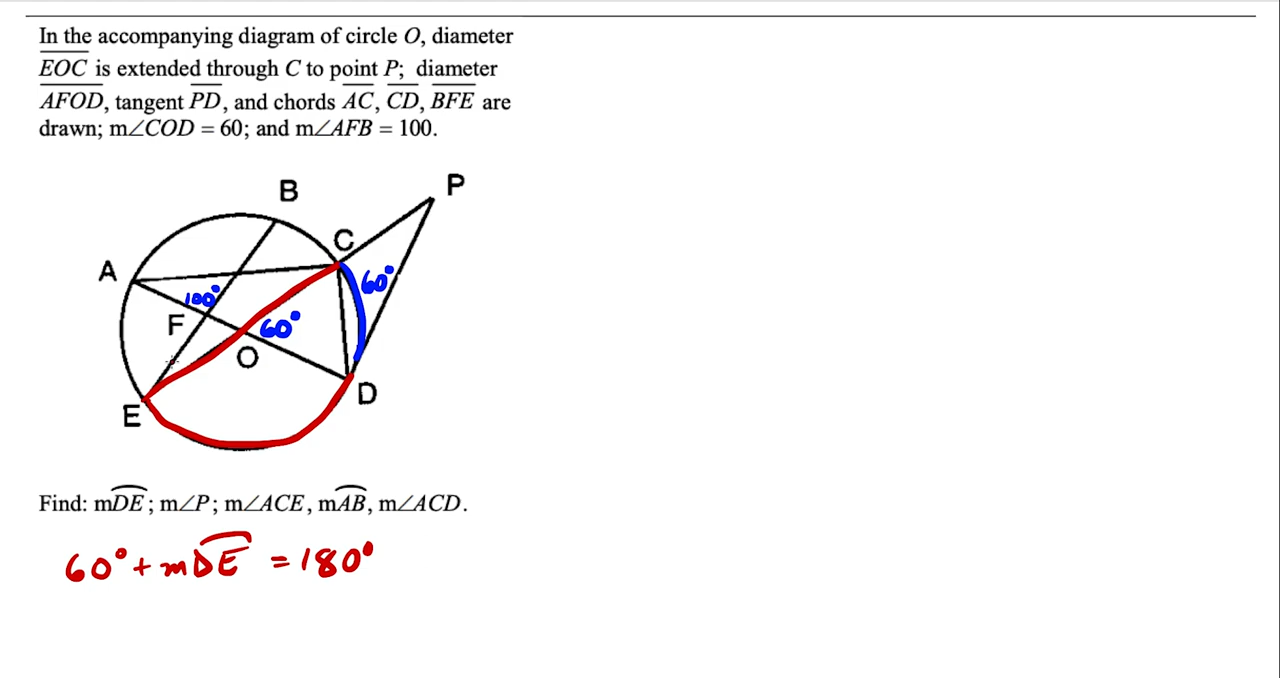 In the accompanying diagram of circle O, diameter
EOC is extended through C to point P; diameter
AFOD, tangent PD, and chords AC, CD, BFE are
drawn; m∠COD = 60; and m∠AFB = 100.
B
P
C
A
60°
100°
F
60°
O
D
E
Find: mDE; m∠P; m∠ACE, mAB, m∠ACD.
60° + mDE = 180°